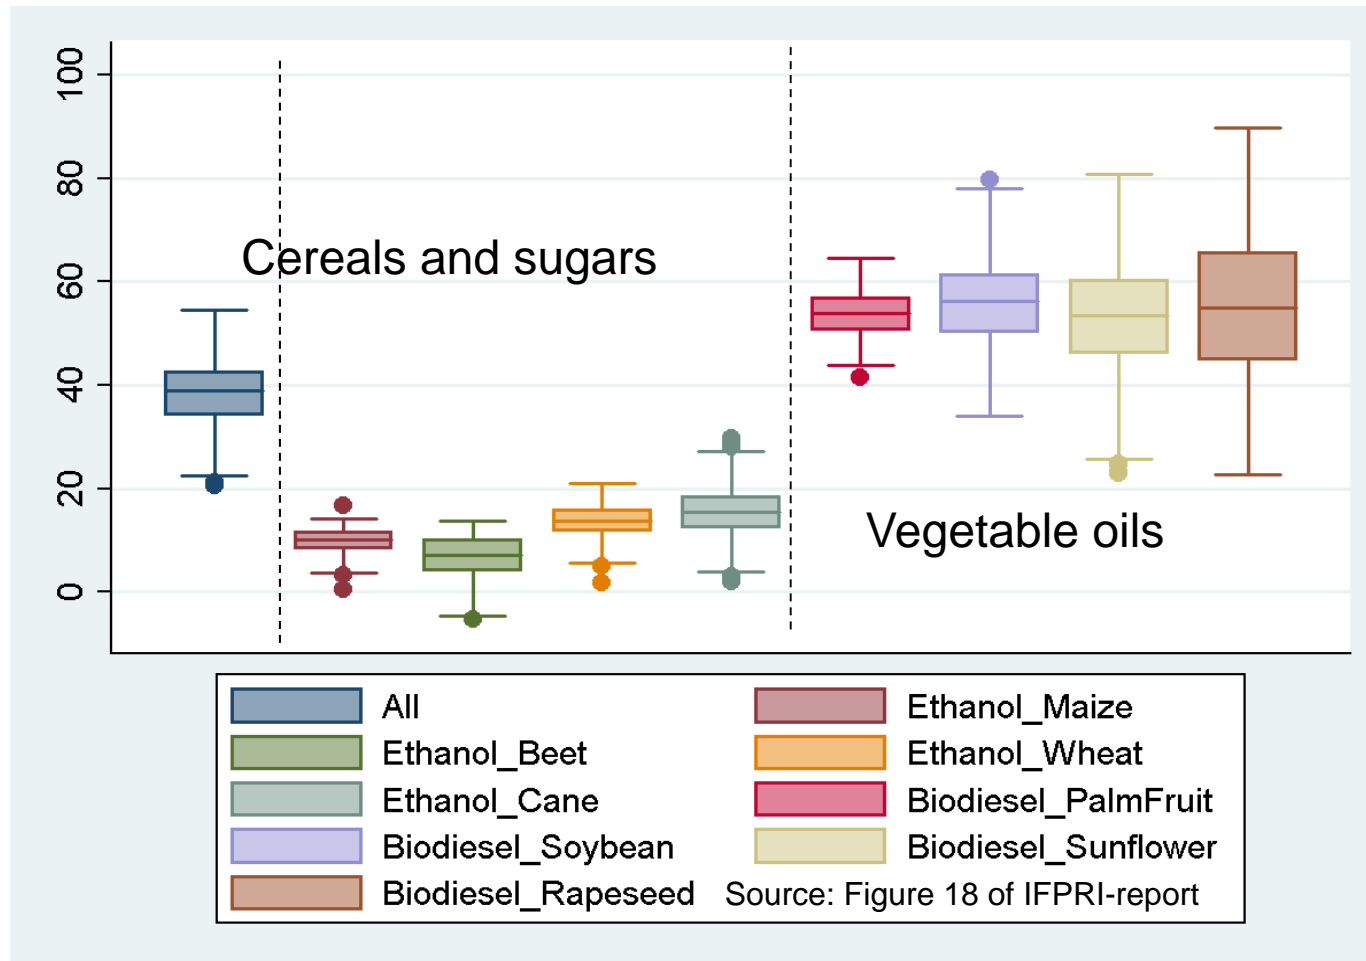 100
80
60
40
20
0
Cereals and sugars
Vegetable oils
All
Ethanol_Maize
Ethanol_Beet
Ethanol_Wheat
Ethanol_Cane
Biodiesel_PalmFruit
Biodiesel_Soybean
Biodiesel_Sunflower
Biodiesel_Rapeseed
Source: Figure 18 of IFPRI-report